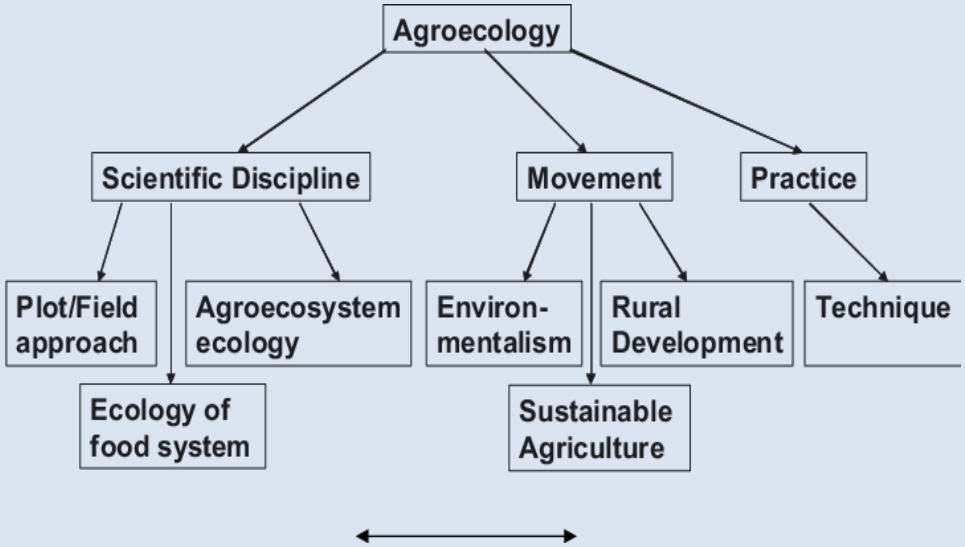 Agroecology
Scientific Discipline
Movement
Practice
Plot/Field
approach
Agroecosystem
ecology
Environ-
mentalism
Rural
Development
Technique
Ecology of
food system
Sustainable
Agriculture